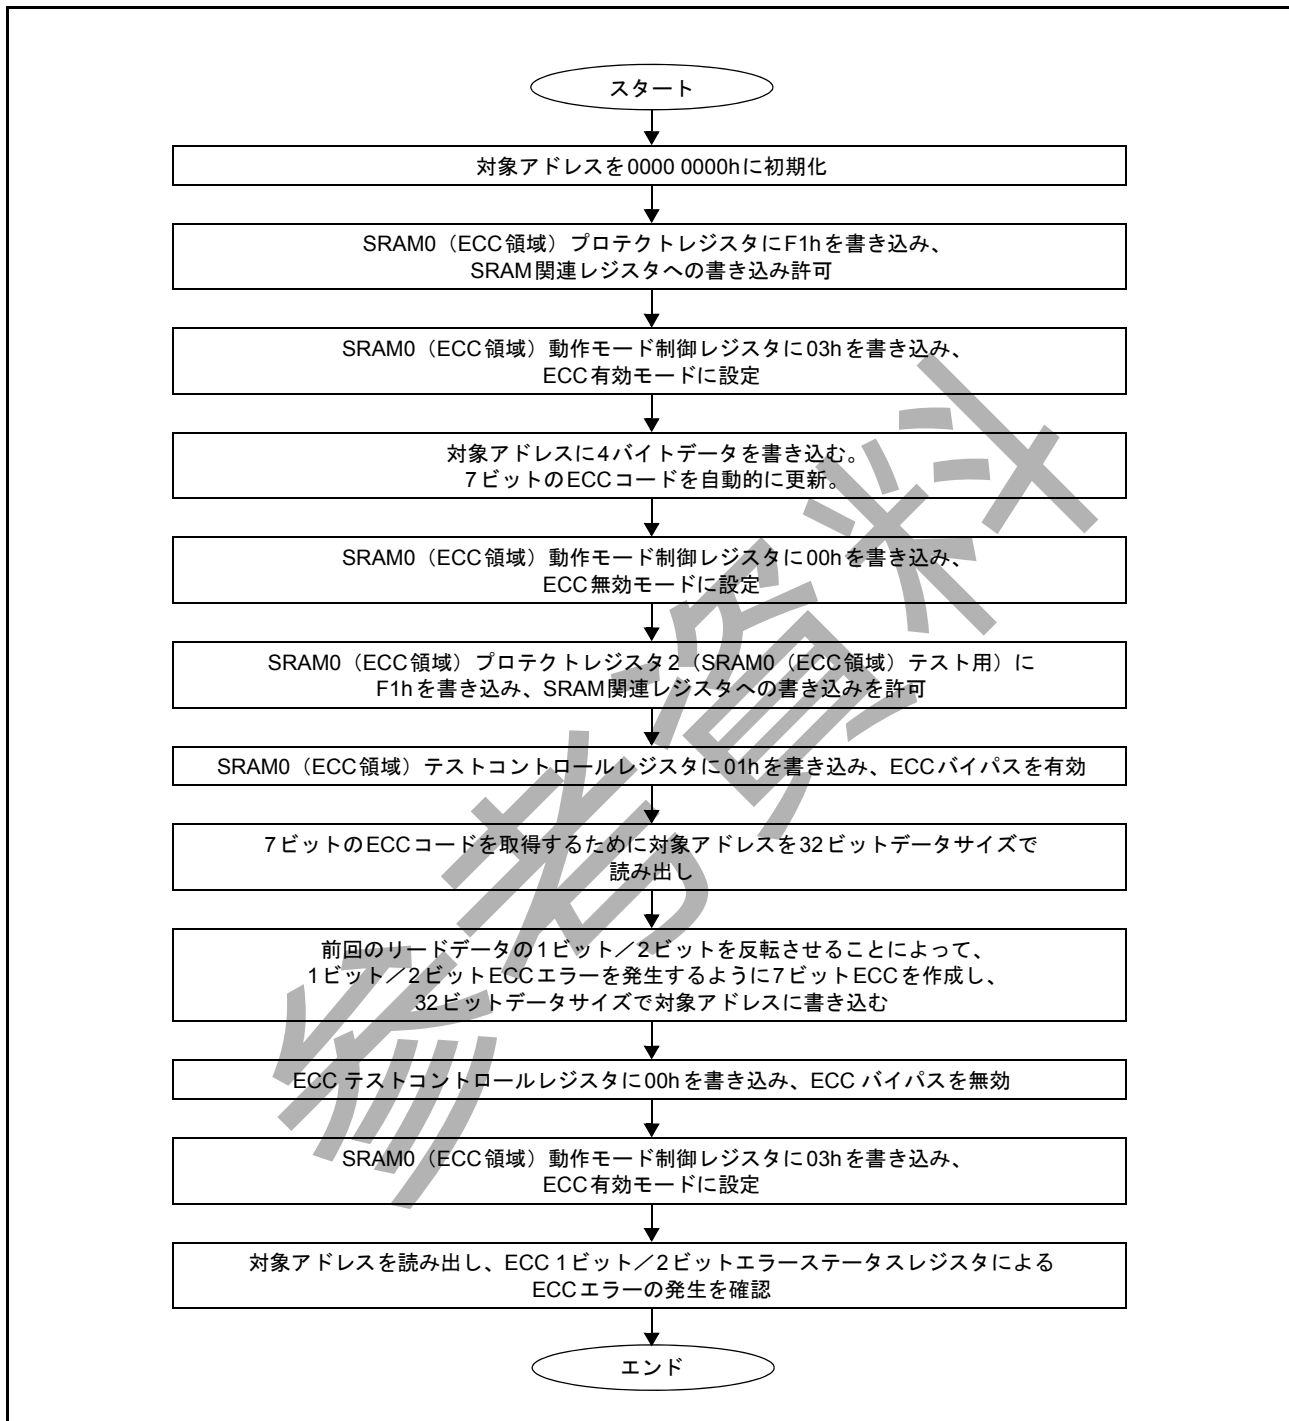 スタート
対象アドレスを0000 0000hに初期化
SRAM0（ECC領域）プロテクトレジスタにF1hを書き込み、
SRAM関連レジスタへの書き込み許可
SRAM0（ECC領域）動作モード制御レジスタに03hを書き込み、
ECC有効モードに設定
対象アドレスに4バイトデータを書き込む。
7ビットのECCコードを自動的に更新。
SRAM0（ECC領域）動作モード制御レジスタに00hを書き込み、
ECC無効モードに設定
SRAM0（ECC領域）プロテクトレジスタ2（SRAM0（ECC領域）テスト用）に
F1hを書き込み、SRAM関連レジスタへの書き込みを許可
SRAM0（ECC領域）テストコントロールレジスタに01hを書き込み、ECCバイパスを有効
7ビットのECCコードを取得するために対象アドレスを32ビットデータサイズで
読み出し
前回のリードデータの1ビット／2ビットを反転させることによって、
1ビット／2ビットECCエラーを発生するように7ビットECCを作成し、
32ビットデータサイズで対象アドレスに書き込む
ECC テストコントロールレジスタに00hを書き込み、ECC バイパスを無効
SRAM0（ECC領域）動作モード制御レジスタに03hを書き込み、
ECC有効モードに設定
対象アドレスを読み出し、ECC 1ビット／2ビットエラーステータスレジスタによる
ECCエラーの発生を確認
エンド
参考資料